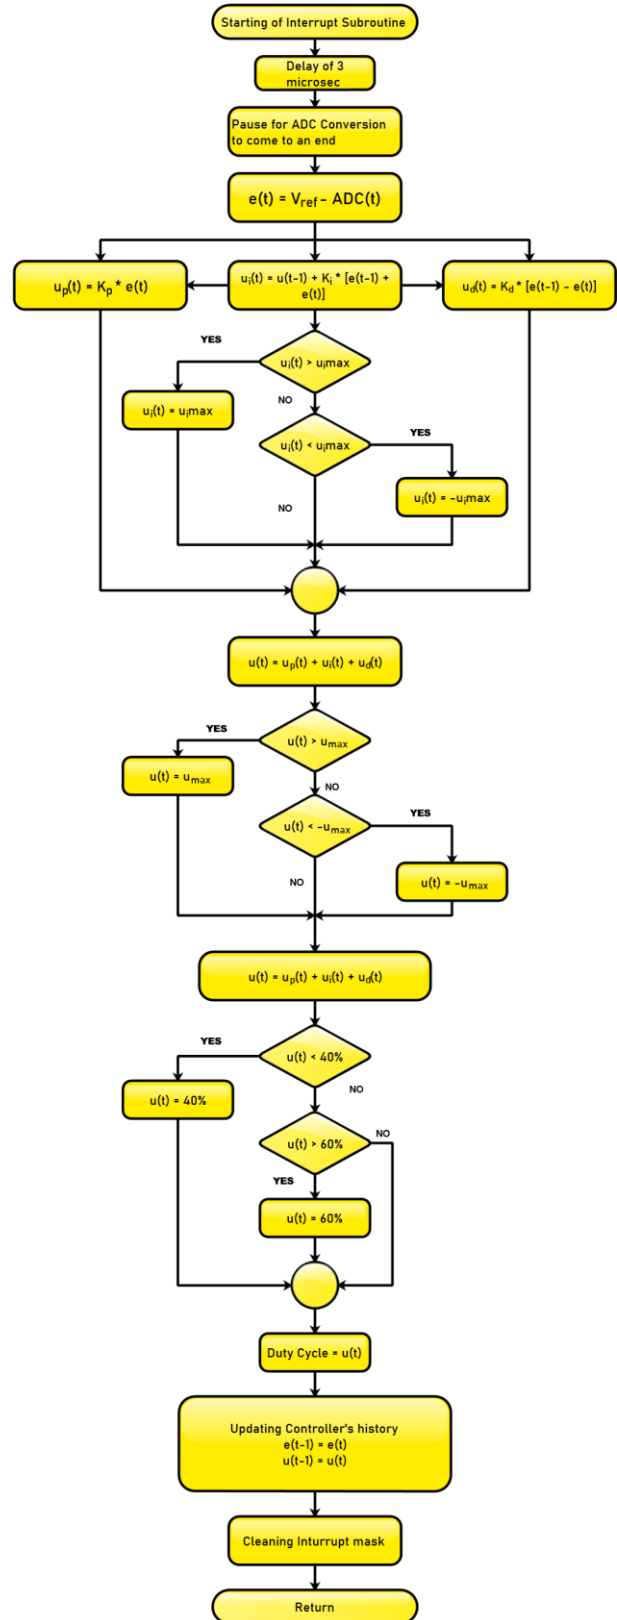 Starting of Interrupt Subroutine
Delay of 3
microsec
Pause for ADC Conversion
to come to an end
e(t) = Vref - ADC(t)
up(t) = Kp * e(t)
ui(t) = u(t-1) + Ki * [e(t-1) +
e(t)]
ud(t) = Kd * [e(t-1) - e(t)]
YES
ui(t) > uimax
ui(t) = uimax
NO
ui(t) < uimax
YES
ui(t) = -uimax
NO
u(t) = up(t) + ui(t) + ud(t)
YES
u(t) > umax
u(t) = umax
NO
u(t) < -umax
YES
u(t) = -umax
NO
u(t) = up(t) + ui(t) + ud(t)
YES
u(t) < 40%
u(t) = 40%
NO
u(t) > 60%
NO
YES
u(t) = 60%
Duty Cycle = u(t)
Updating Controller's history
e(t-1) = e(t)
u(t-1) = u(t)
Cleaning Inturrupt mask
Return